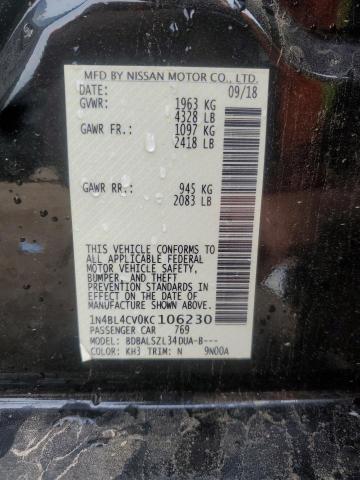 MFD BY NISSAN MOTOR CO., LTD.
DATE: 09/18
GVWR: 1963 KG
4328 LB
GAWR FR: 1097 KG
2418 LB
GAWR RR: 945 KG
2083 LB
THIS VEHICLE CONFORMS TO
ALL APPLICABLE FEDERAL
MOTOR VEHICLE SAFETY,
BUMPER, AND THEFT
PREVENTION STANDARDS IN
EFFECT ON THE DATE OF
MANUFACTURE SHOWN ABOVE.
1N4BL4CV0KC106230
PASSENGER CAR 769
MODEL: BDBALSZL34DUA-B---
COLOR: KH3 TRIM: N 9N00A